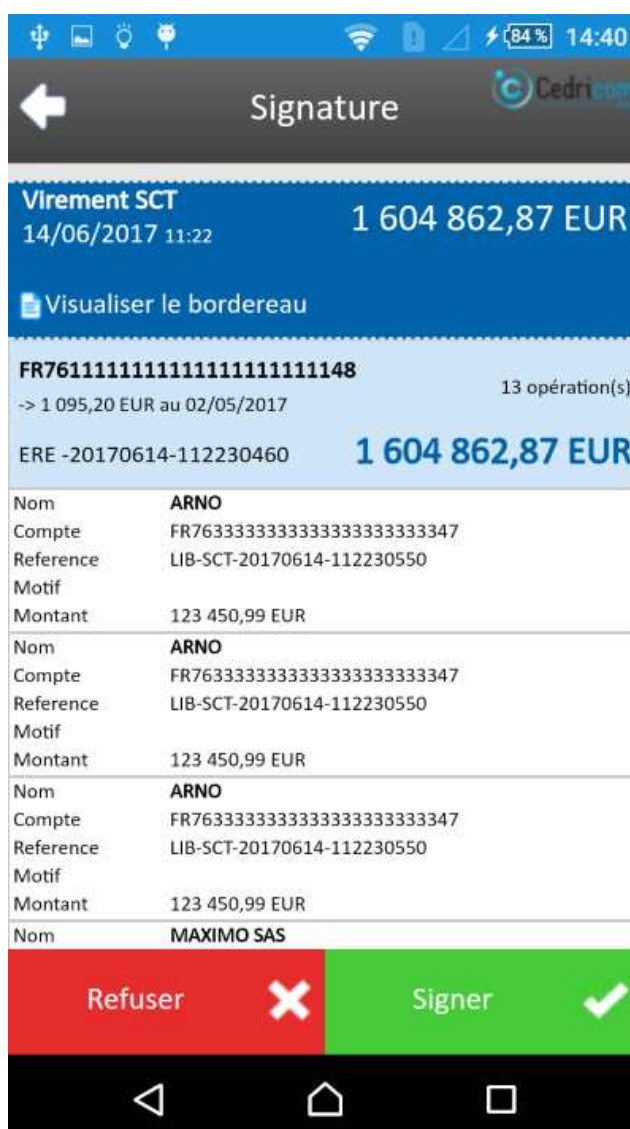 84 % 14:40
Signature
Cedricom
Virement SCT
14/06/2017 11:22
1 604 862,87 EUR
Visualiser le bordereau
FR7611111111111111111111148
13 opération(s)
-> 1 095,20 EUR au 02/05/2017
ERE -20170614-112230460
1 604 862,87 EUR
Nom ARNO
Compte FR7633333333333333333333347
Reference LIB-SCT-20170614-112230550
Motif
Montant 123 450,99 EUR
Nom ARNO
Compte FR7633333333333333333333347
Reference LIB-SCT-20170614-112230550
Motif
Montant 123 450,99 EUR
Nom ARNO
Compte FR7633333333333333333333347
Reference LIB-SCT-20170614-112230550
Motif
Montant 123 450,99 EUR
Nom MAXIMO SAS
Refuser
Signer